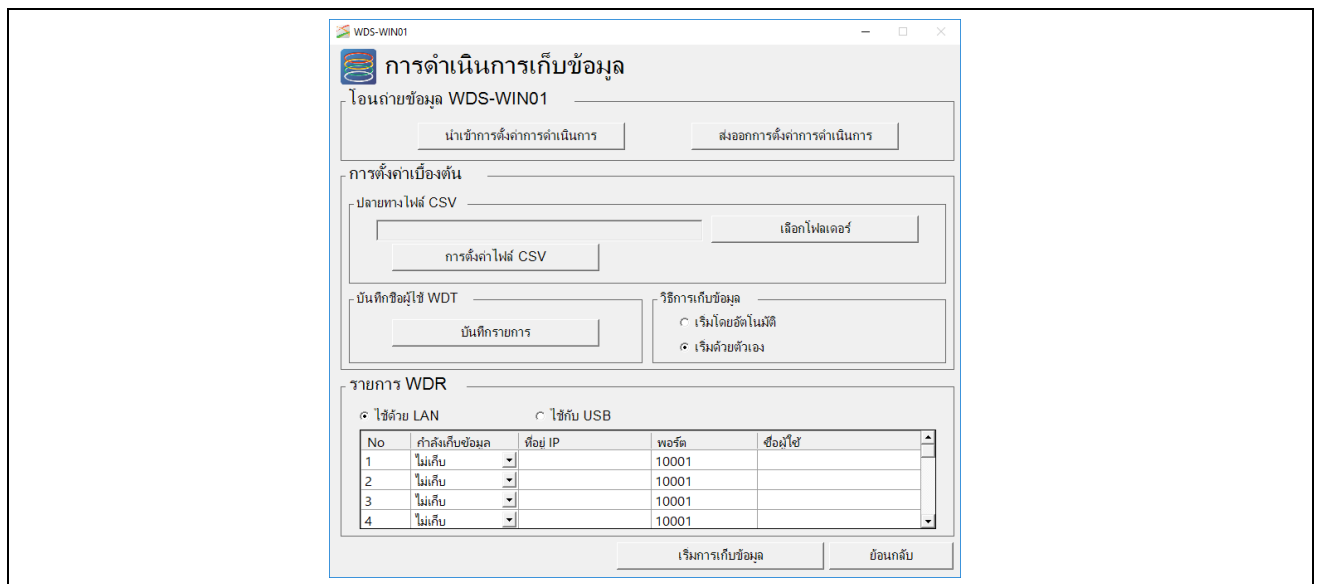 WDS-WIN01
การดำเนินการเก็บข้อมูล
โอนถ่ายข้อมูล WDS-WIN01
นำเข้าการตั้งค่าการดำเนินการ ส่งออกการตั้งค่าการดำเนินการ
การตั้งค่าเบื้องต้น
ปลายทางไฟล์ CSV
เลือกโฟลเดอร์
การตั้งค่าไฟล์ CSV
บันทึกชื่อผู้ใช้ WDT
บันทึกรายการ
วิธีการเก็บข้อมูล
เริ่มโดยอัตโนมัติ
เริ่มด้วยตัวเอง
รายการ WDR
ใช้ด้วย LAN ใช้กับ USB
No กำลังเก็บข้อมูล ที่อยู่ IP พอร์ต ชื่อผู้ใช้
1 ไม่เก็บ 10001
2 ไม่เก็บ 10001
3 ไม่เก็บ 10001
4 ไม่เก็บ 10001
เริ่มการเก็บข้อมูล ย้อนกลับ